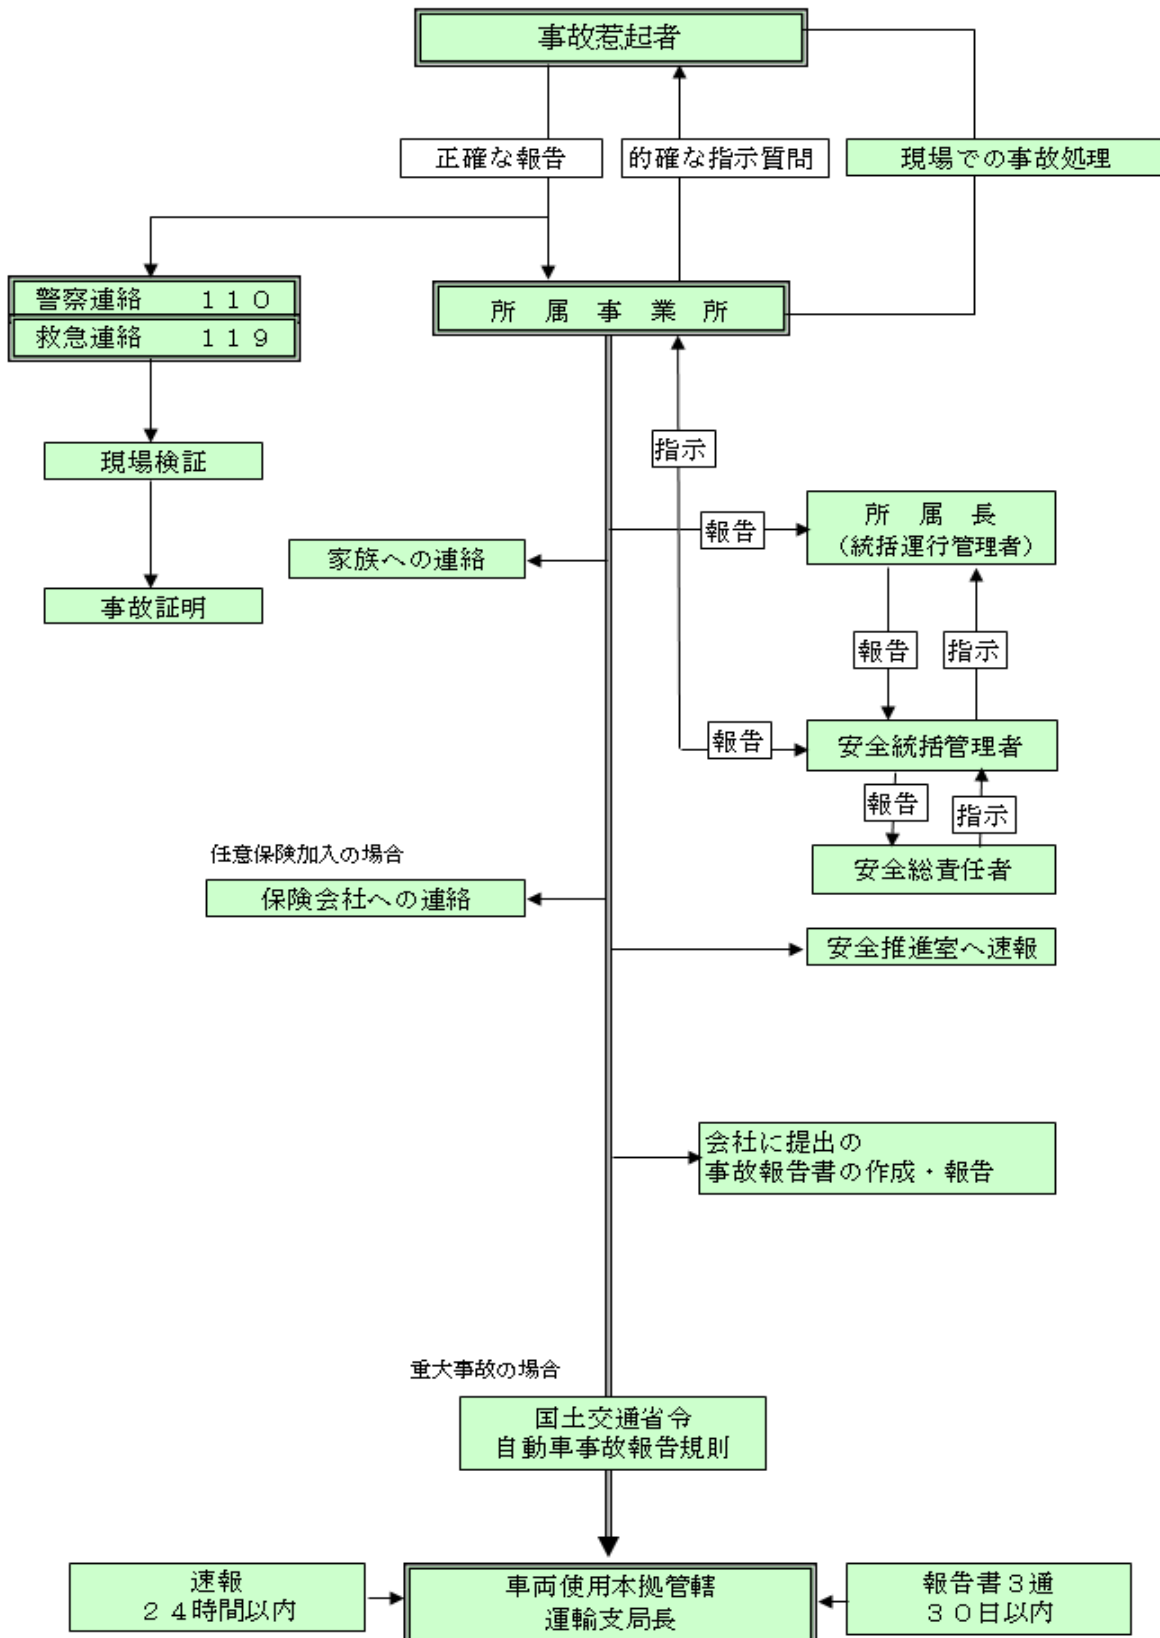 事故惹起者
正確な報告
的確な指示質問
現場での事故処理
警察連絡　１１０
救急連絡　１１９
所属事業所
現場検証
指示
報告
所属長
（統括運行管理者）
家族への連絡
事故証明
報告
指示
報告
安全統括管理者
報告
指示
任意保険加入の場合
安全総責任者
保険会社への連絡
安全推進室へ速報
会社に提出の
事故報告書の作成・報告
重大事故の場合
国土交通省令
自動車事故報告規則
速報
２４時間以内
車両使用本拠管轄
運輸支局長
報告書３通
３０日以内